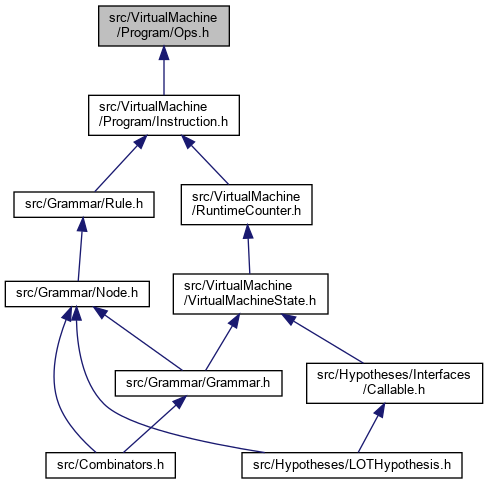 src/VirtualMachine
/Program/Ops.h
src/VirtualMachine
/Program/Instruction.h
src/Grammar/Rule.h
src/VirtualMachine
/RuntimeCounter.h
src/Grammar/Node.h
src/VirtualMachine
/VirtualMachineState.h
src/Grammar/Grammar.h
src/Hypotheses/Interfaces
/Callable.h
src/Combinators.h
src/Hypotheses/LOTHypothesis.h